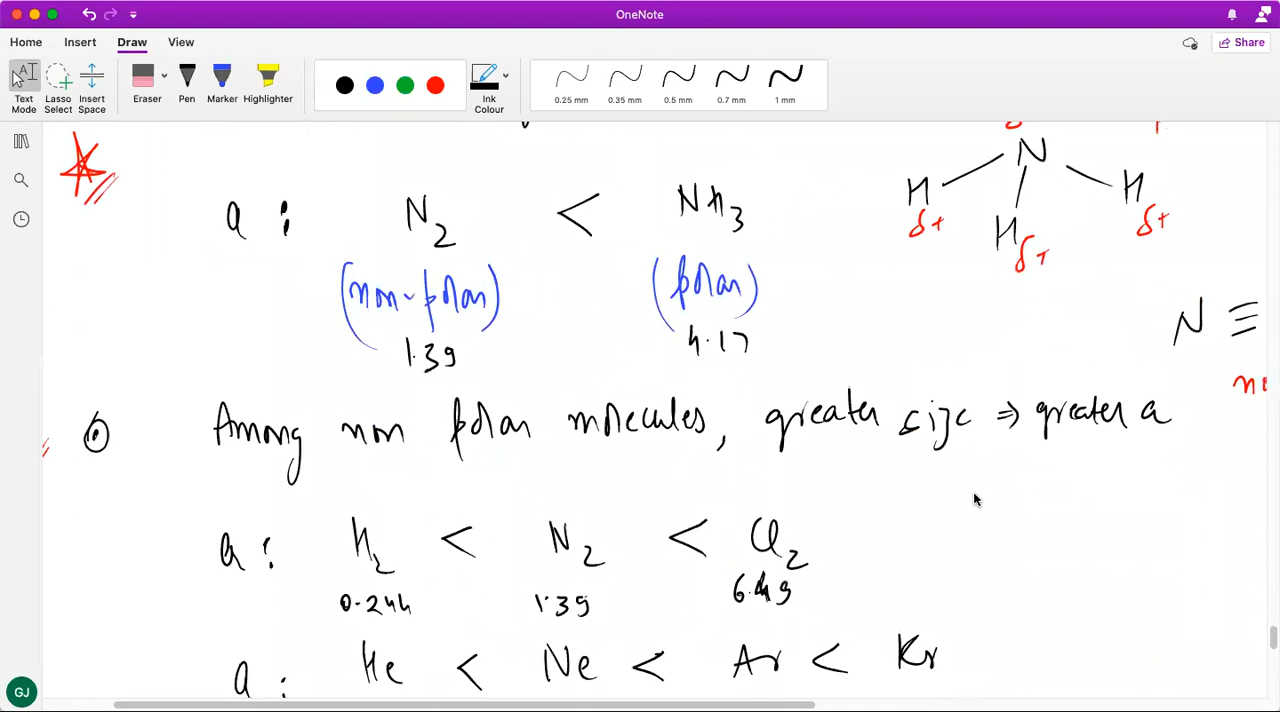 OneNote
Home Insert Draw View
Share
Text Mode
Lasso Select
Insert Space
Eraser
Pen
Marker
Highlighter
Ink Colour
0.25 mm
0.35 mm
0.5 mm
0.7 mm
1 mm
a : N2 < NH3
(non-polar) (polar)
1.39 4.17
N
H H
δ+ δ+
H
δ+
N ≡
Among non polar molecules, greater size ⇒ greater a
a : H2 < N2 < Cl2
0.244 1.39 6.49
a : He < Ne < Ar < Kr
GJ